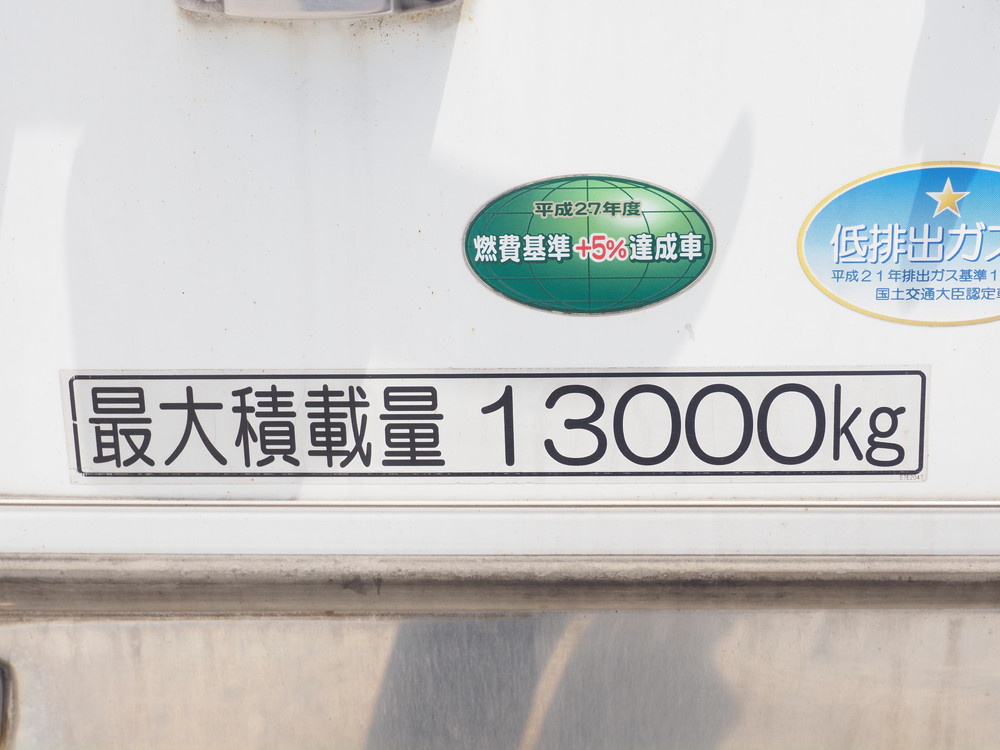 平成27年度
燃費基準+5%達成車
低排出ガス
平成21年排出ガス基準1
国土交通大臣認定
最大積載量 13000kg